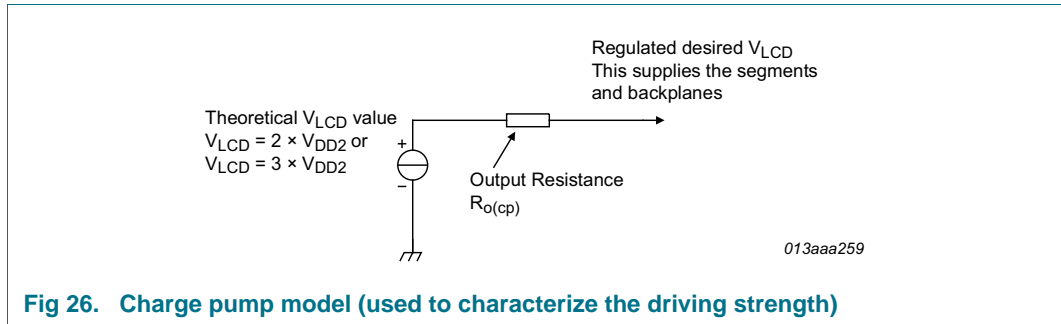 Regulated desired VLCD
This supplies the segments
and backplanes
Theoretical VLCD value
VLCD = 2 × VDD2 or
VLCD = 3 × VDD2
+
−
Output Resistance
Ro(cp)
013aaa259
Fig 26. Charge pump model (used to characterize the driving strength)